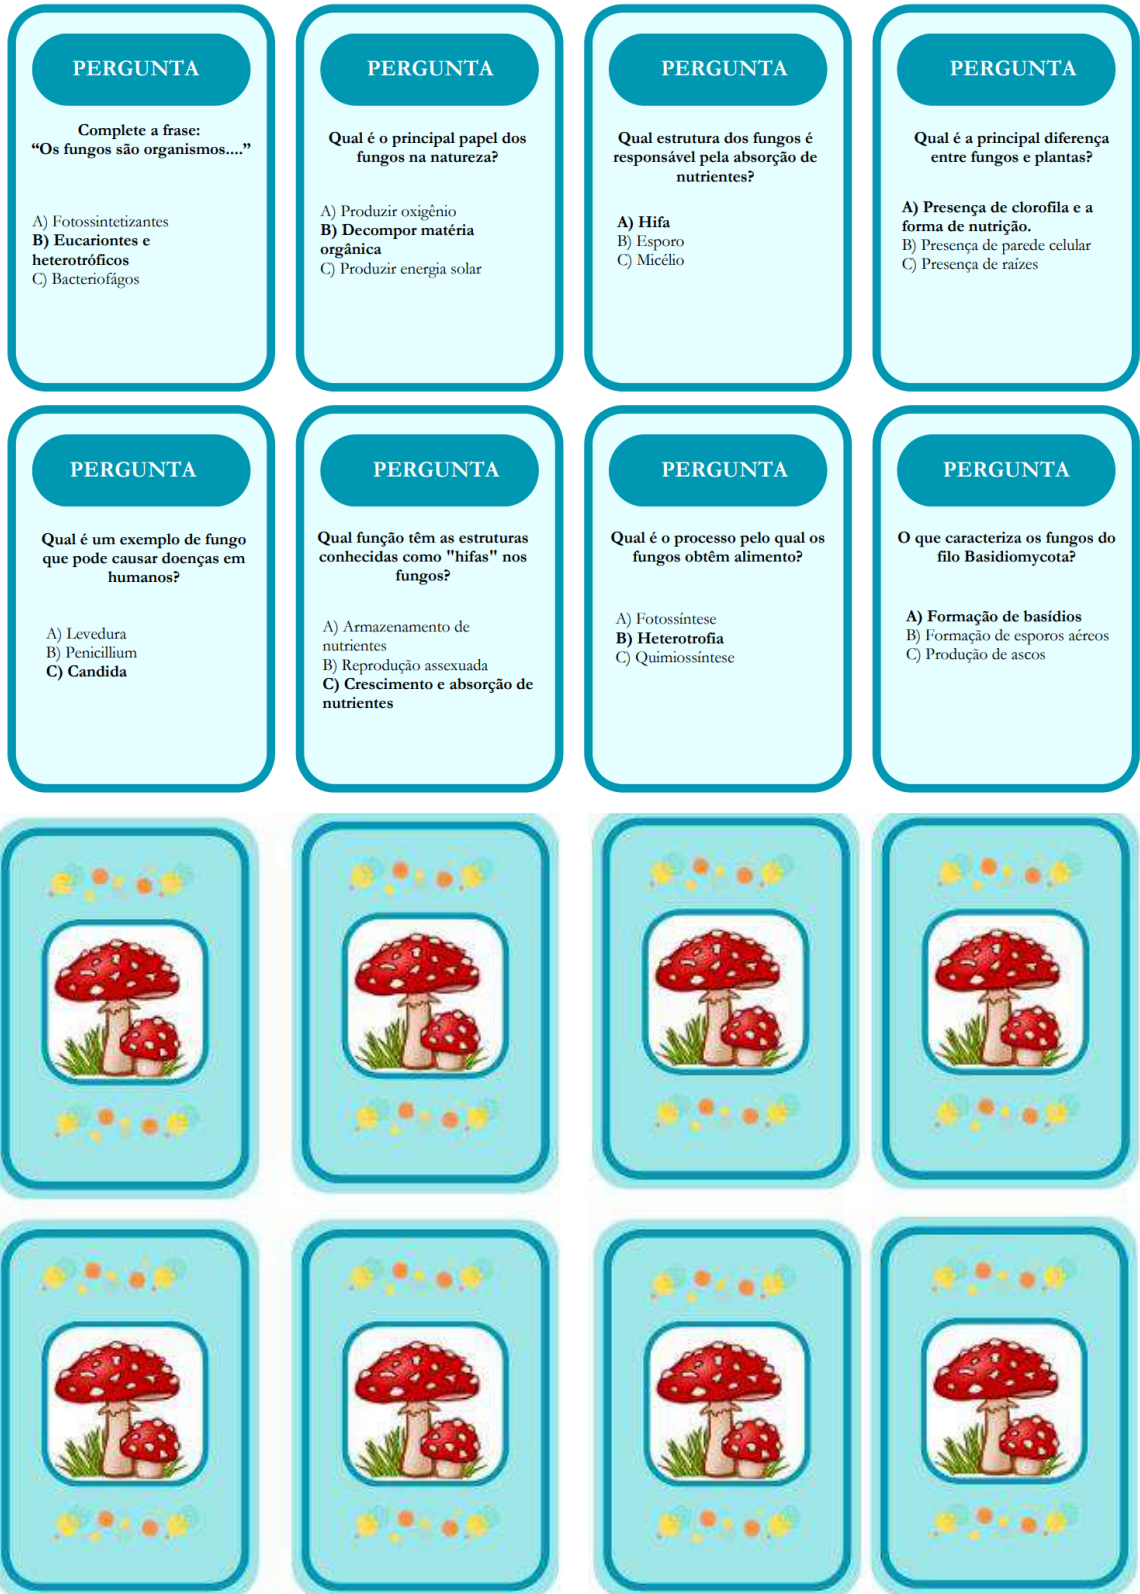 PERGUNTA
Complete a frase:
“Os fungos são organismos....”
A) Fotossintetizantes
B) Eucariontes e
heterotróficos
C) Bacteriofágos
PERGUNTA
Qual é o principal papel dos
fungos na natureza?
A) Produzir oxigênio
B) Decompor matéria
orgânica
C) Produzir energia solar
PERGUNTA
Qual estrutura dos fungos é
responsável pela absorção de
nutrientes?
A) Hifa
B) Esporo
C) Micélio
PERGUNTA
Qual é a principal diferença
entre fungos e plantas?
A) Presença de clorofila e a
forma de nutrição.
B) Presença de parede celular
C) Presença de raízes
PERGUNTA
Qual é um exemplo de fungo
que pode causar doenças em
humanos?
A) Levedura
B) Penicillium
C) Candida
PERGUNTA
Qual função têm as estruturas
conhecidas como "hifas" nos
fungos?
A) Armazenamento de
nutrientes
B) Reprodução assexuada
C) Crescimento e absorção de
nutrientes
PERGUNTA
Qual é o processo pelo qual os
fungos obtêm alimento?
A) Fotossíntese
B) Heterotrofia
C) Quimiossíntese
PERGUNTA
O que caracteriza os fungos do
filo Basidiomycota?
A) Formação de basídios
B) Formação de esporos aéreos
C) Produção de ascos